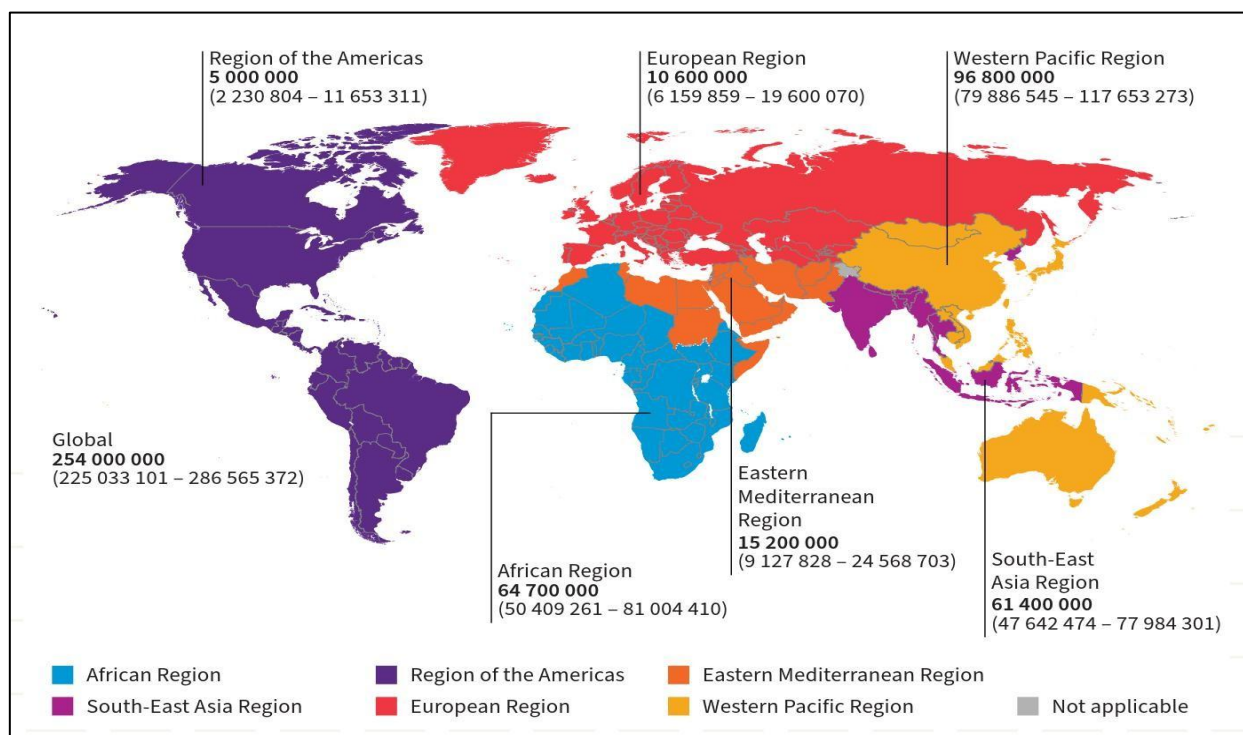 Region of the Americas
5 000 000
(2 230 804 – 11 653 311)
European Region
10 600 000
(6 159 859 – 19 600 070)
Western Pacific Region
96 800 000
(79 886 545 – 117 653 273)
Global
254 000 000
(225 033 101 – 286 565 372)
African Region
64 700 000
(50 409 261 – 81 004 410)
Eastern
Mediterranean
Region
15 200 000
(9 127 828 – 24 568 703)
South-East
Asia Region
61 400 000
(47 642 474 – 77 984 301)
African Region
Region of the Americas
Eastern Mediterranean Region
South-East Asia Region
European Region
Western Pacific Region
Not applicable